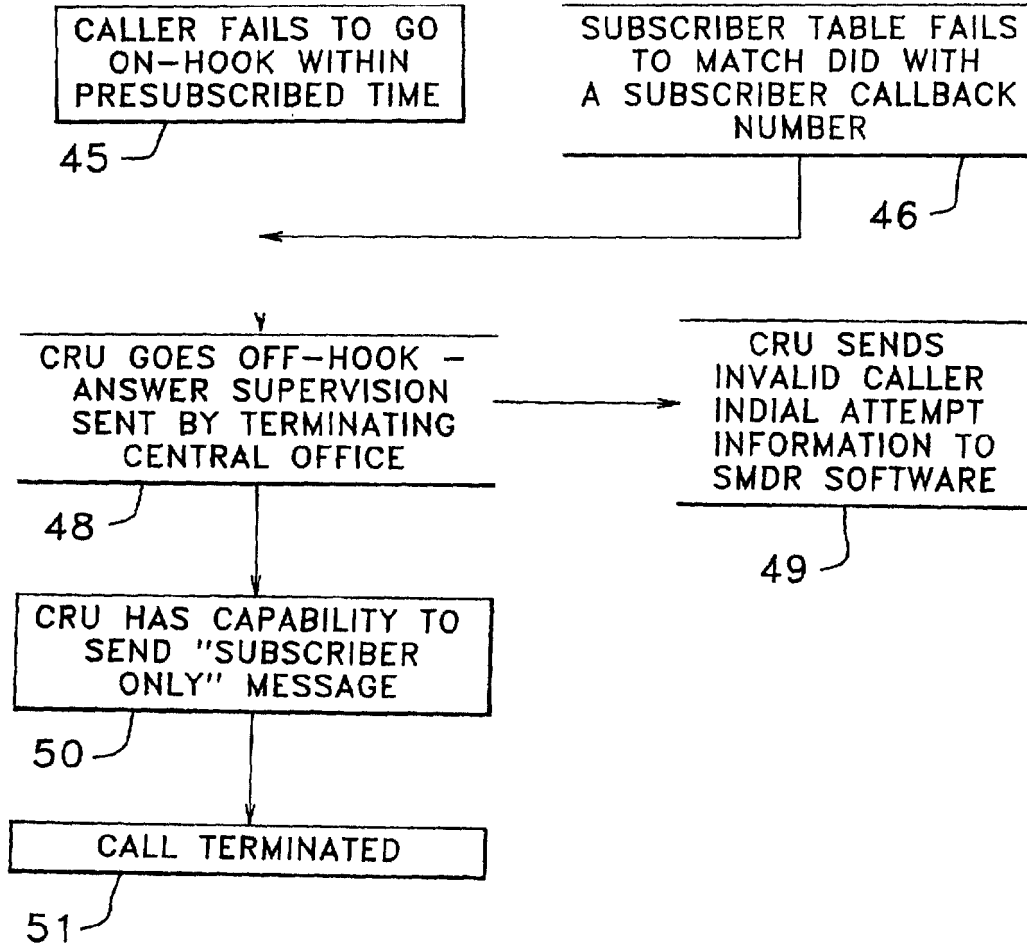 CALLER FAILS TO GO
ON-HOOK WITHIN
PRESUBSCRIBED TIME
45
SUBSCRIBER TABLE FAILS
TO MATCH DID WITH
A SUBSCRIBER CALLBACK
NUMBER
46
CRU GOES OFF-HOOK -
ANSWER SUPERVISION
SENT BY TERMINATING
CENTRAL OFFICE
48
CRU SENDS
INVALID CALLER
INDIAL ATTEMPT
INFORMATION TO
SMDR SOFTWARE
49
CRU HAS CAPABILITY TO
SEND "SUBSCRIBER
ONLY" MESSAGE
50
CALL TERMINATED
51